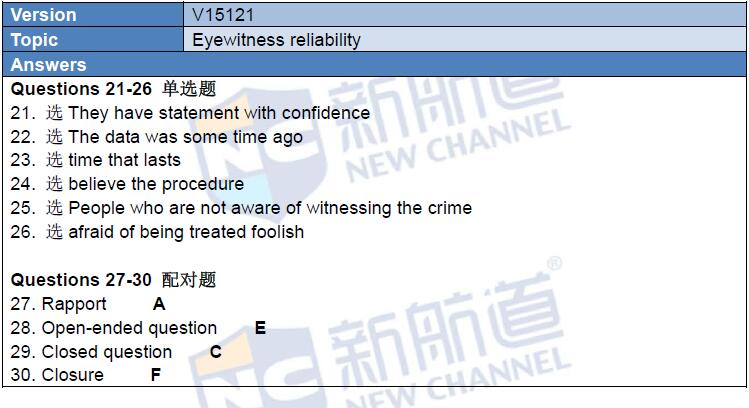 Version V15121
Topic Eyewitness reliability
Answers
Questions 21-26 单选题
21. 选 They have statement with confidence
22. 选 The data was some time ago
23. 选 time that lasts
24. 选 believe the procedure
25. 选 People who are not aware of witnessing the crime
26. 选 afraid of being treated foolish
Questions 27-30 配对题
27. Rapport A
28. Open-ended question E
29. Closed question C
30. Closure F
新航道
NEW CHANNEL
新航道®
NEW CHANNEL